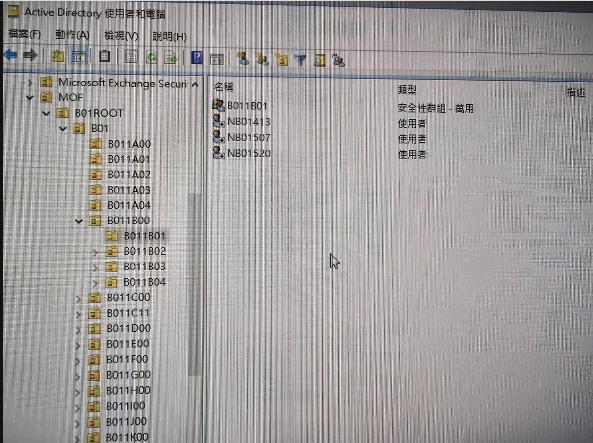 Active Directory 使用者和電腦
檔案(F) 動作(A) 檢視(V) 說明(H)
Microsoft Exchange Securi
MOF
B01ROOT
B01
B011A00
B011A01
B011A02
B011A03
B011A04
B011B00
B011B01
B011B02
B011B03
B011B04
B011C00
B011C11
B011D00
B011E00
B011F00
B011G00
B011H00
B011I00
B011J00
B011K00
名稱 類型 描述
B011B01 安全性群組 - 萬用
NB01413 使用者
NB01507 使用者
NB01520 使用者